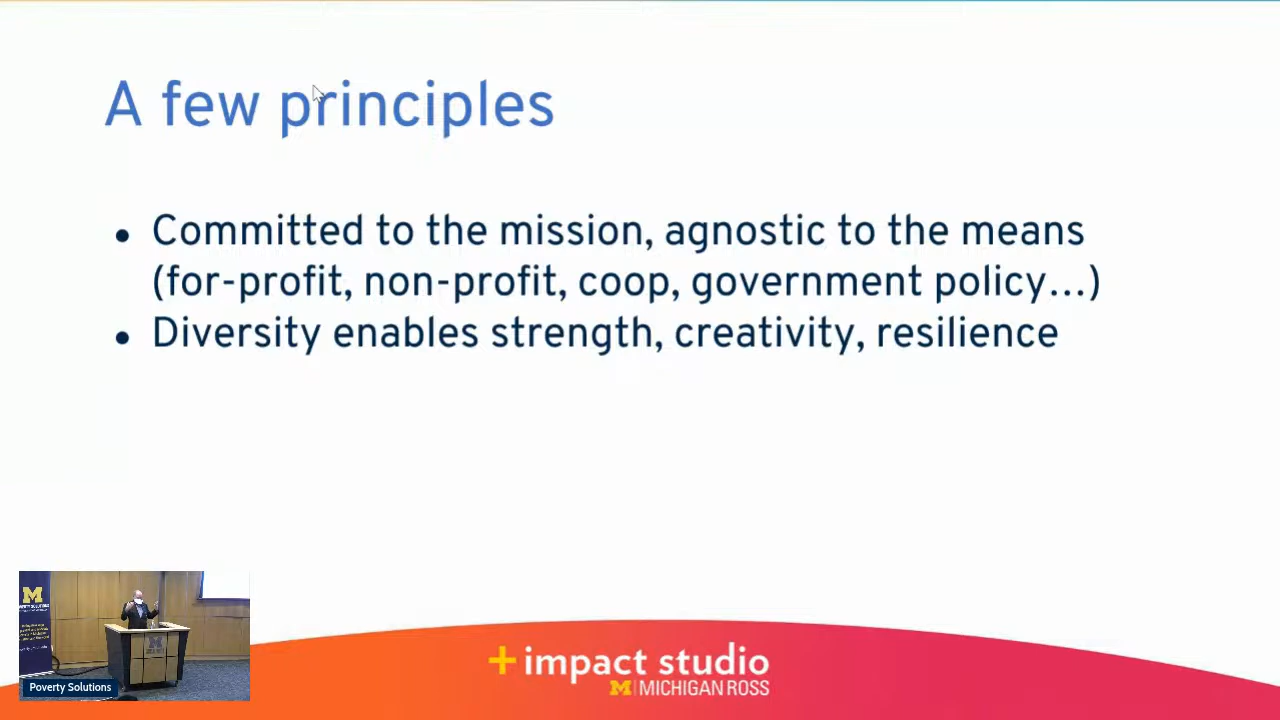 A few principles
• Committed to the mission, agnostic to the means
(for-profit, non-profit, coop, government policy...)
• Diversity enables strength, creativity, resilience
+impact studio
M MICHIGAN ROSS
M
Poverty Solutions